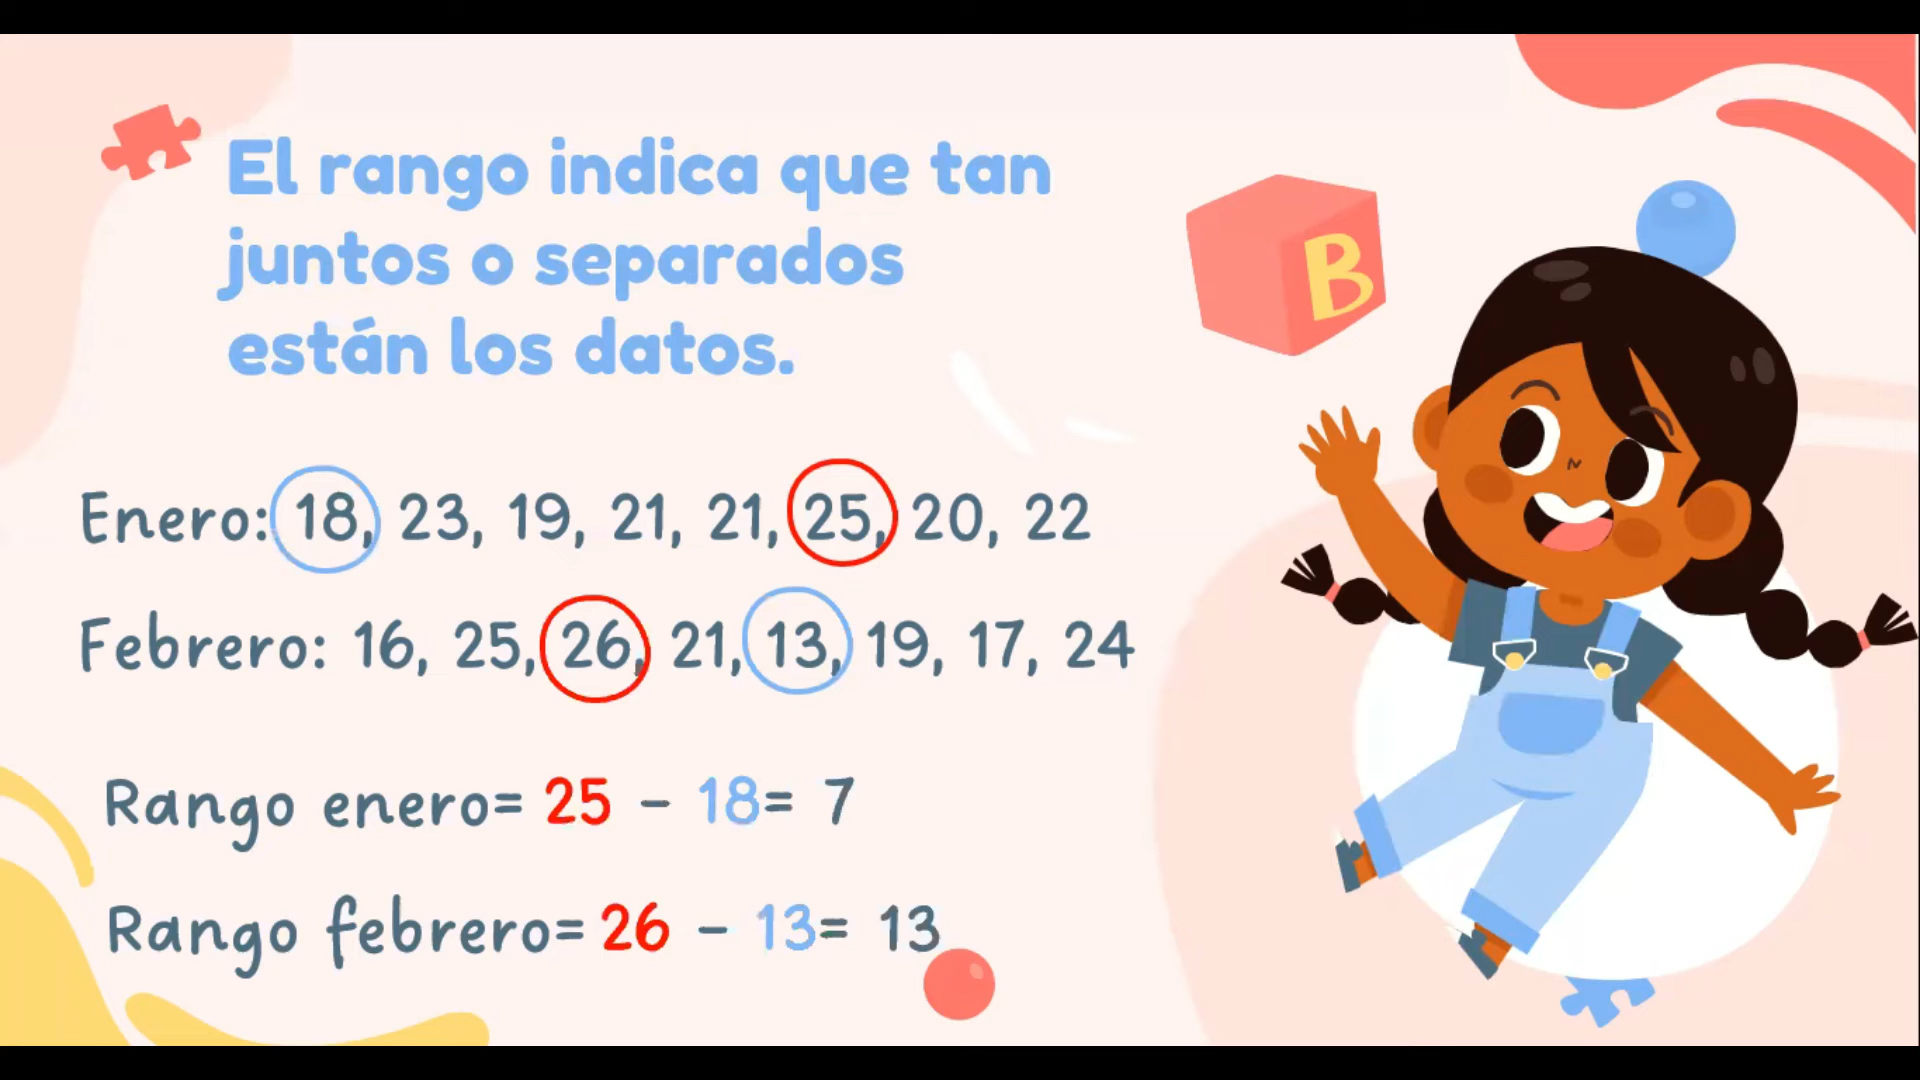 El rango indica que tan
juntos o separados
están los datos.
B
Enero: 18, 23, 19, 21, 21, 25, 20, 22
Febrero: 16, 25, 26, 21, 13, 19, 17, 24
Rango enero= 25 - 18= 7
Rango febrero= 26 - 13= 13